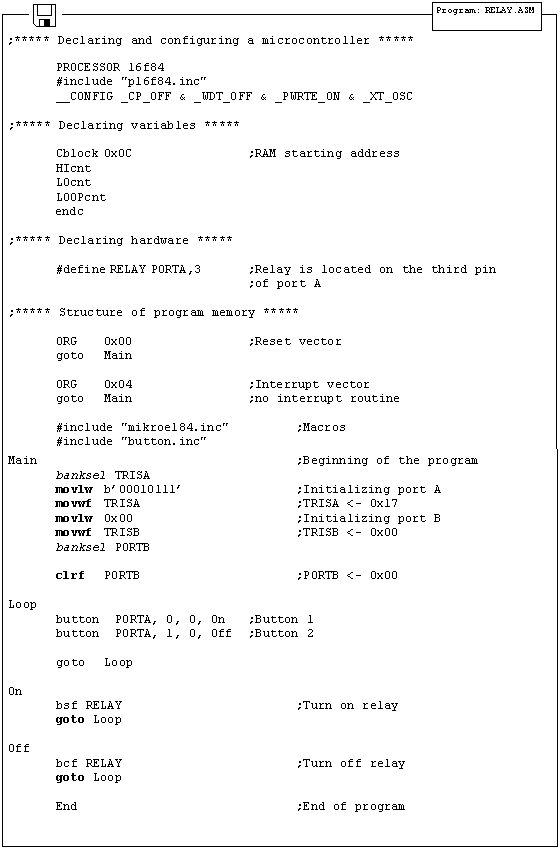 Program: RELAY.ASM
;***** Declaring and configuring a microcontroller *****
PROCESSOR 16f84
#include "p16f84.inc"
__CONFIG _CP_OFF & _WDT_OFF & _PWRTE_ON & _XT_OSC
;***** Declaring variables *****
Cblock 0x0C ;RAM starting address
HIcnt
LOcnt
LOOPcnt
endc
;***** Declaring hardware *****
#define RELAY PORTA,3 ;Relay is located on the third pin
;of port A
;***** Structure of program memory *****
ORG 0x00 ;Reset vector
goto Main
ORG 0x04 ;Interrupt vector
goto Main ;no interrupt routine
#include "mikroel84.inc" ;Macros
#include "button.inc"
Main ;Beginning of the program
banksel TRISA
movlw b'00010111' ;Initializing port A
movwf TRISA ;TRISA <- 0x17
movlw 0x00 ;Initializing port B
movwf TRISB ;TRISB <- 0x00
banksel PORTB
clrf PORTB ;PORTB <- 0x00
Loop
button PORTA, 0, 0, On ;Button 1
button PORTA, 1, 0, Off ;Button 2
goto Loop
On
bsf RELAY ;Turn on relay
goto Loop
Off
bcf RELAY ;Turn off relay
goto Loop
End ;End of program